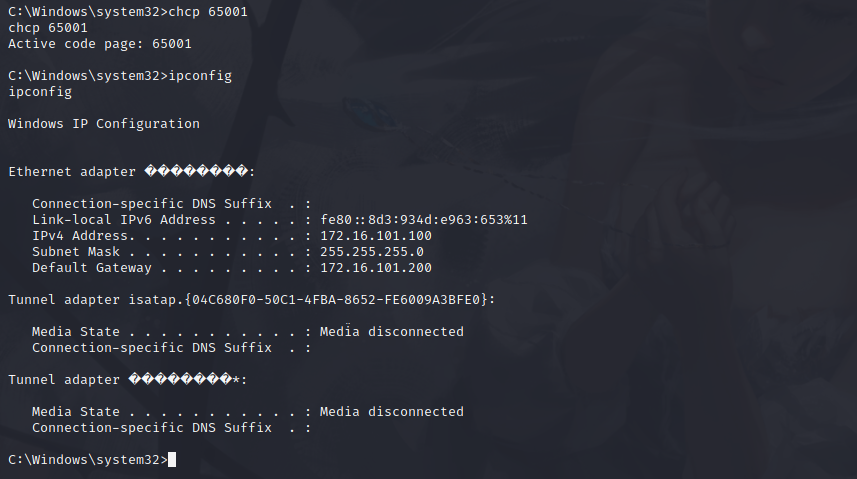 C:\Windows\system32>chcp 65001
chcp 65001
Active code page: 65001
C:\Windows\system32>ipconfig
ipconfig
Windows IP Configuration
Ethernet adapter ��������:
Connection-specific DNS Suffix  . :
Link-local IPv6 Address . . . . . : fe80::8d3:934d:e963:653%11
IPv4 Address. . . . . . . . . . . : 172.16.101.100
Subnet Mask . . . . . . . . . . . : 255.255.255.0
Default Gateway . . . . . . . . . : 172.16.101.200
Tunnel adapter isatap.{04C680F0-50C1-4FBA-8652-FE6009A3BFE0}:
Media State . . . . . . . . . . . : Media disconnected
Connection-specific DNS Suffix  . :
Tunnel adapter ��������*:
Media State . . . . . . . . . . . : Media disconnected
Connection-specific DNS Suffix  . :
C:\Windows\system32>